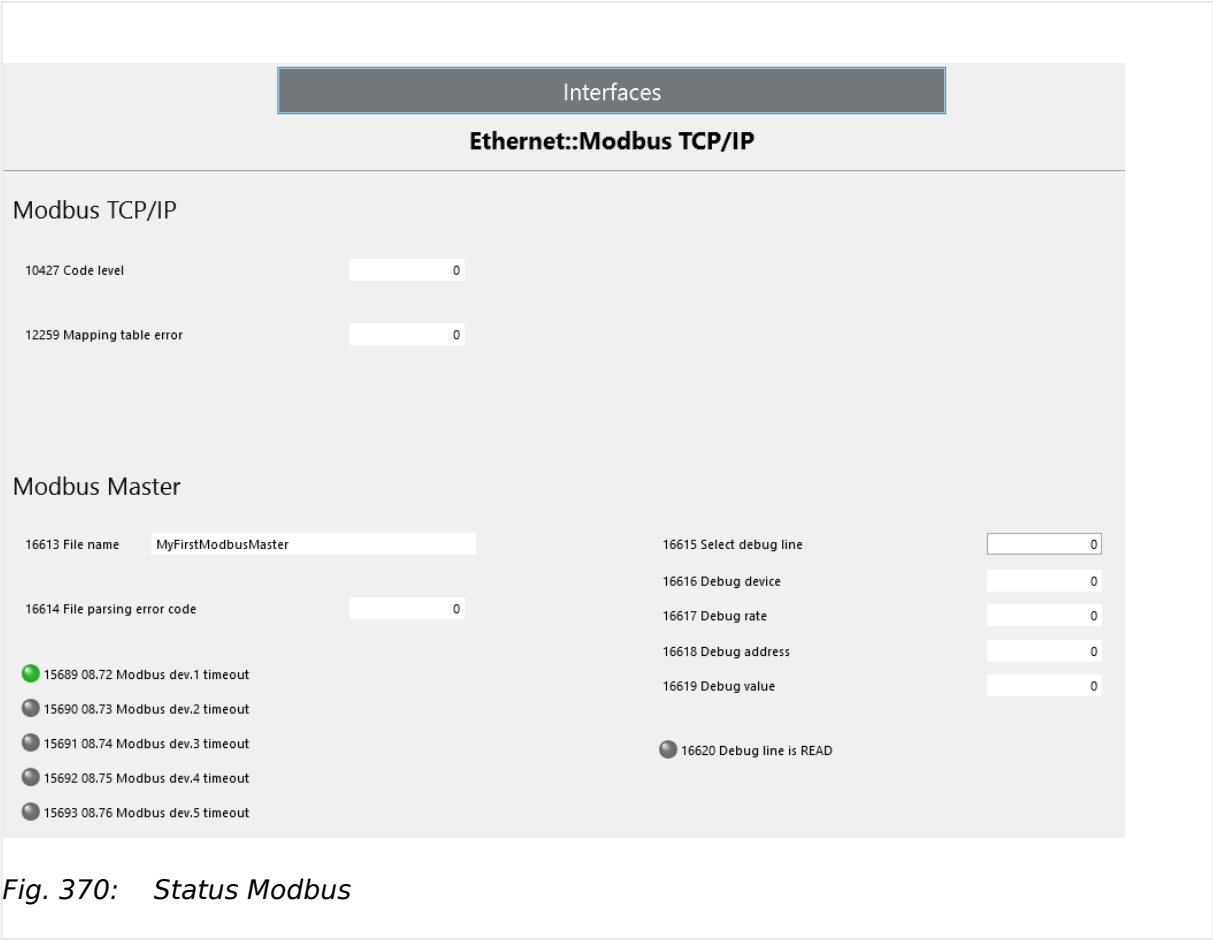 Interfaces
Ethernet::Modbus TCP/IP
Modbus TCP/IP
10427 Code level 0
12259 Mapping table error 0
Modbus Master
16613 File name MyFirstModbusMaster
16614 File parsing error code 0
15689 08.72 Modbus dev.1 timeout
15690 08.73 Modbus dev.2 timeout
15691 08.74 Modbus dev.3 timeout
15692 08.75 Modbus dev.4 timeout
15693 08.76 Modbus dev.5 timeout
16615 Select debug line 0
16616 Debug device 0
16617 Debug rate 0
16618 Debug address 0
16619 Debug value 0
16620 Debug line is READ
Fig. 370: Status Modbus